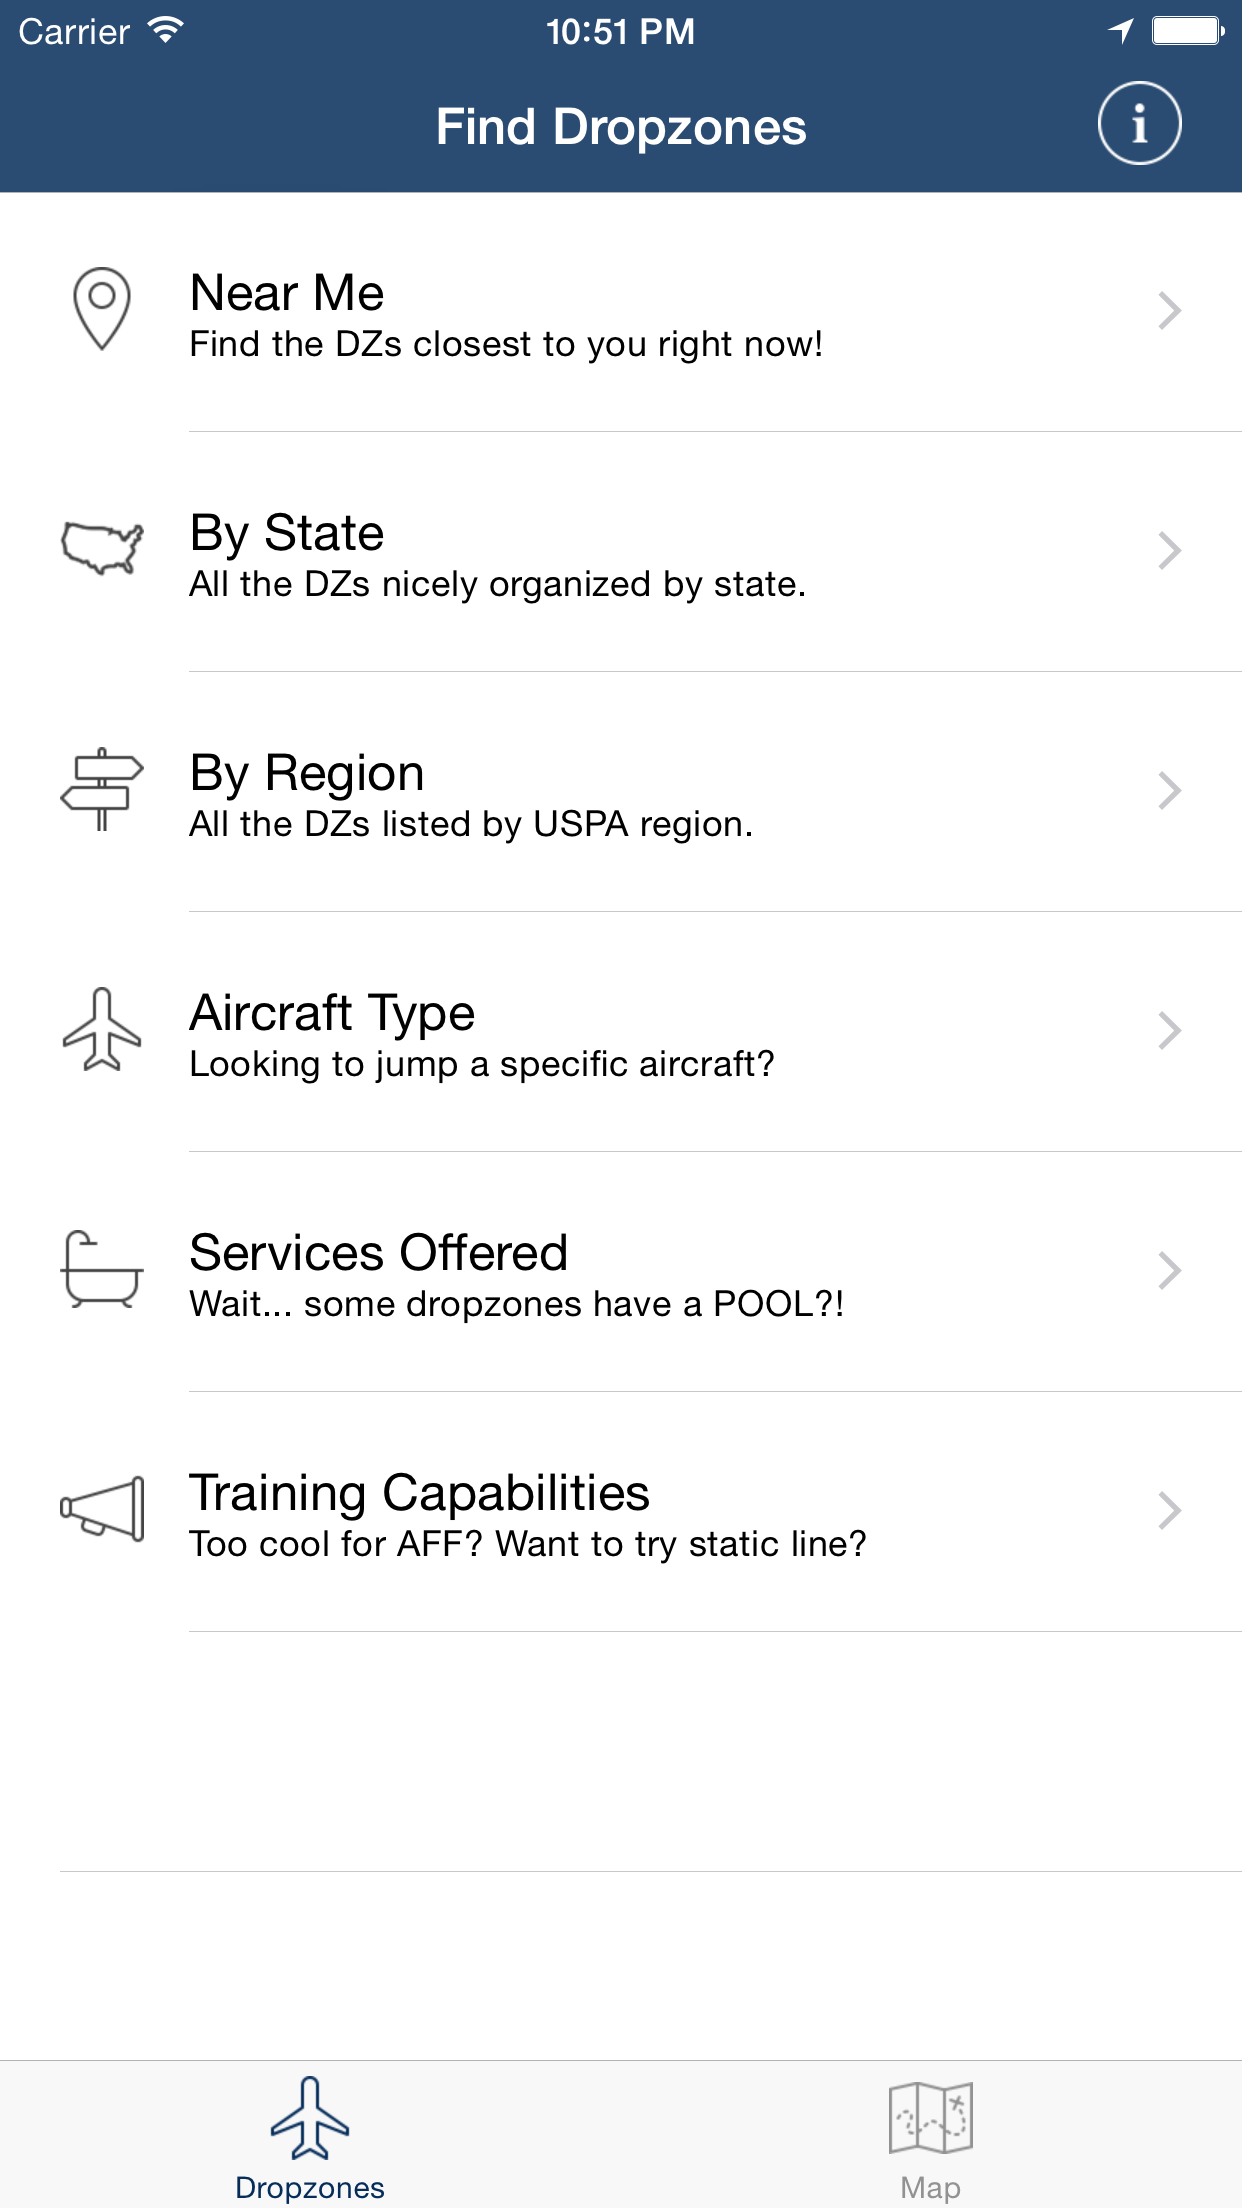 Carrier
10:51 PM
Find Dropzones
i
Near Me
Find the DZs closest to you right now!
By State
All the DZs nicely organized by state.
By Region
All the DZs listed by USPA region.
Aircraft Type
Looking to jump a specific aircraft?
Services Offered
Wait... some dropzones have a POOL?!
Training Capabilities
Too cool for AFF? Want to try static line?
Dropzones
Map